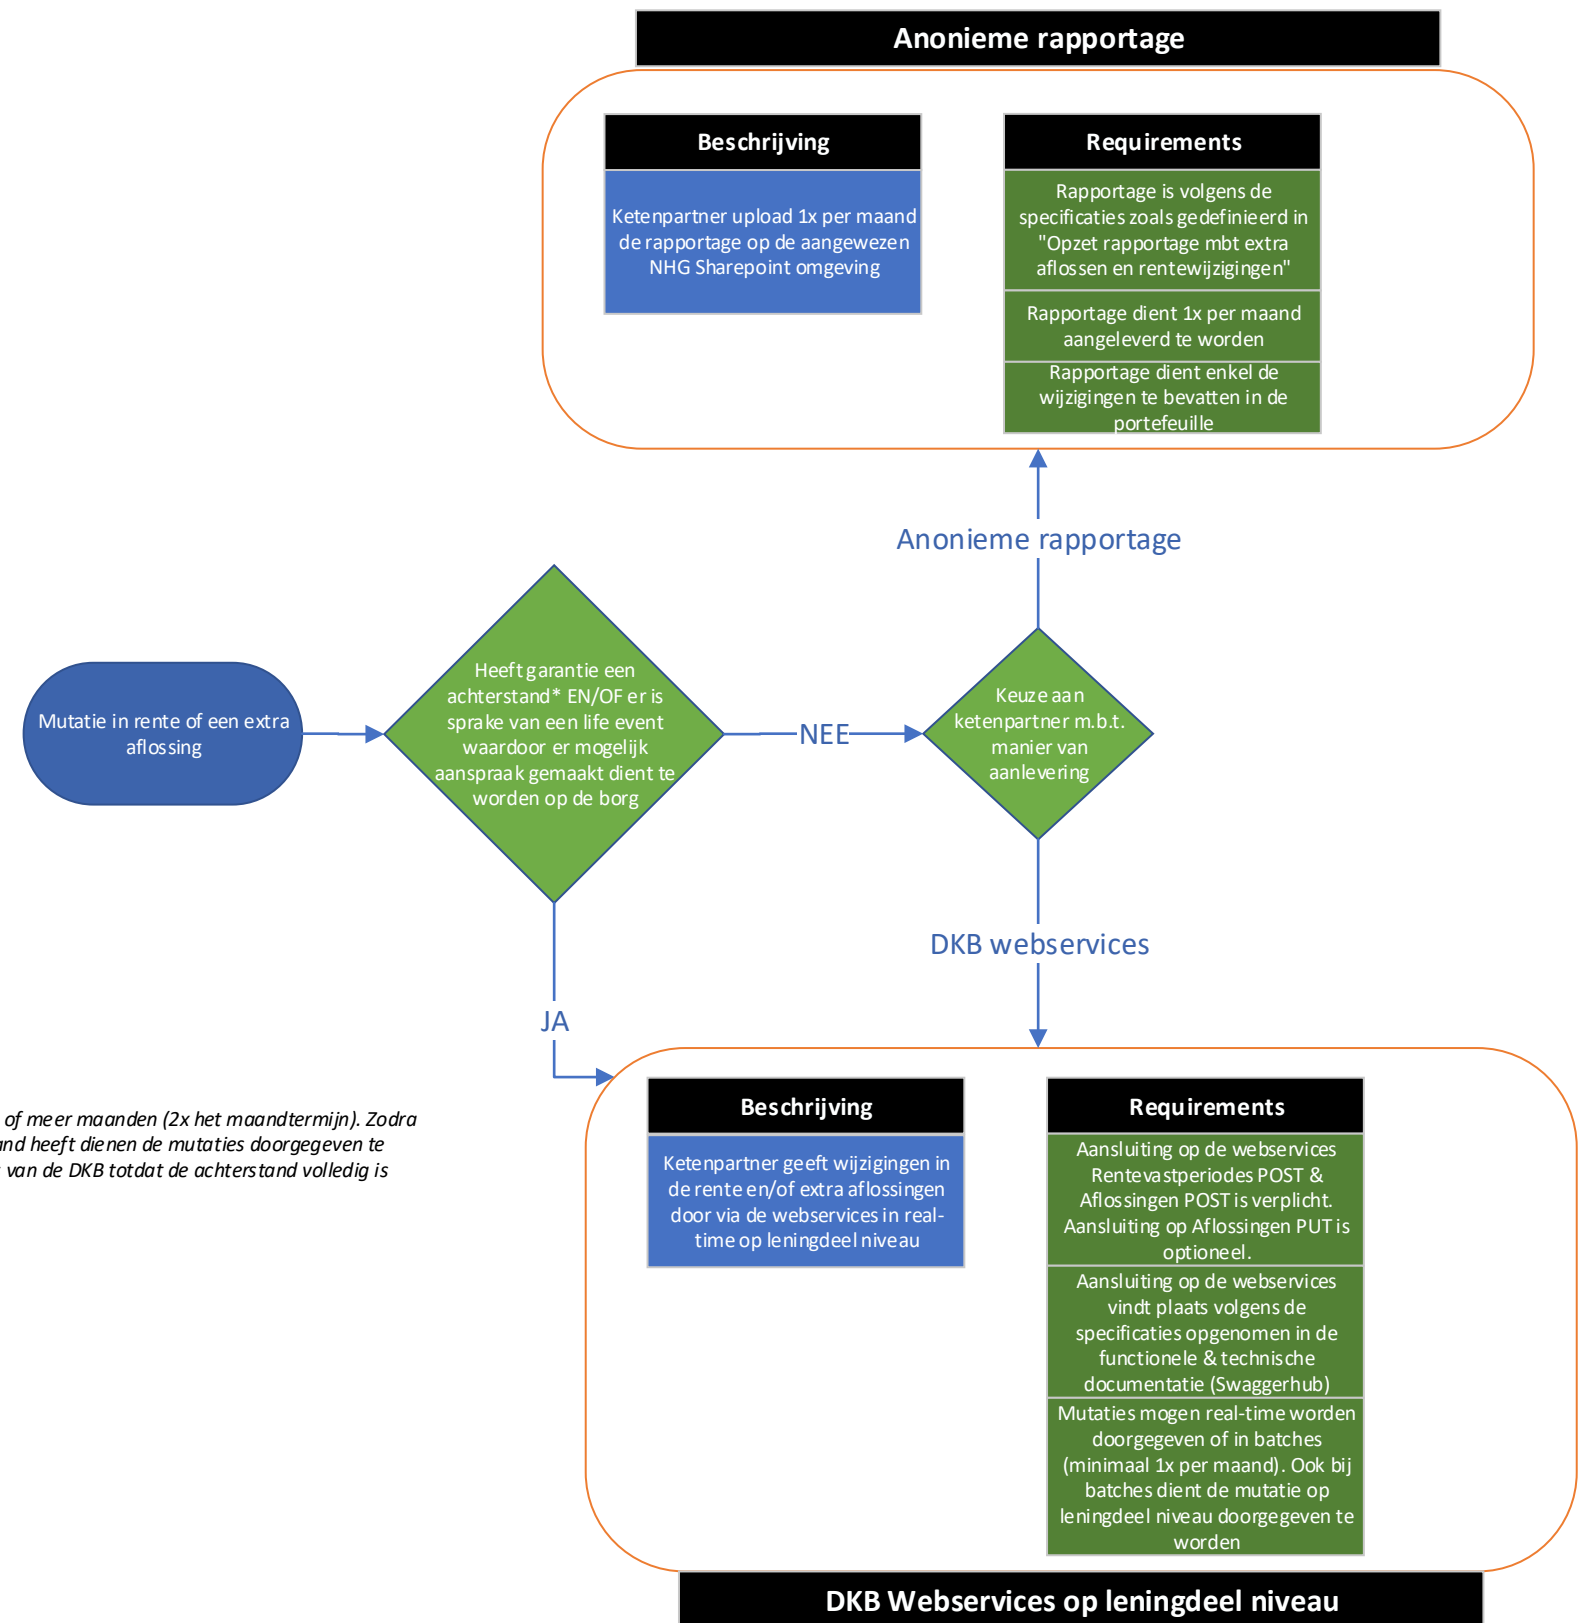 Anonieme rapportage
Beschrijving
Ketenpartner upload 1x per maand
de rapportage op de aangewezen
NHG Sharepoint omgeving
Requirements
Rapportage is volgens de
specificaties zoals gedefinieerd in
"Opzet rapportage mbt extra
aflossen en rentewijzigingen"
Rapportage dient 1x per maand
aangeleverd te worden
Rapportage dient enkel de
wijzigingen te bevatten in de
portefeuille
Anonieme rapportage
Mutatie in rente of een extra
aflossing
Heeft garantie een
achterstand* EN/OF er is
sprake van een life event
waardoor er mogelijk
aanspraak gemaakt dient te
worden op de borg
NEE
Keuze aan
ketenpartner m.b.t.
manier van
aanlevering
DKB webservices
JA
of meer maanden (2x het maandtermijn). Zodra
and heeft dienen de mutaties doorgegeven te
van de DKB totdat de achterstand volledig is
Beschrijving
Ketenpartner geeft wijzigingen in
de rente en/of extra aflossingen
door via de webservices in real-
time op leningdeel niveau
Requirements
Aansluiting op de webservices
Rentevastperiodes POST &
Aflossingen POST is verplicht.
Aansluiting op Aflossingen PUT is
optioneel.
Aansluiting op de webservices
vindt plaats volgens de
specificaties opgenomen in de
functionele & technische
documentatie (Swaggerhub)
Mutaties mogen real-time worden
doorgegeven of in batches
(minimaal 1x per maand). Ook bij
batches dient de mutatie op
leningdeel niveau doorgegeven te
worden
DKB Webservices op leningdeel niveau